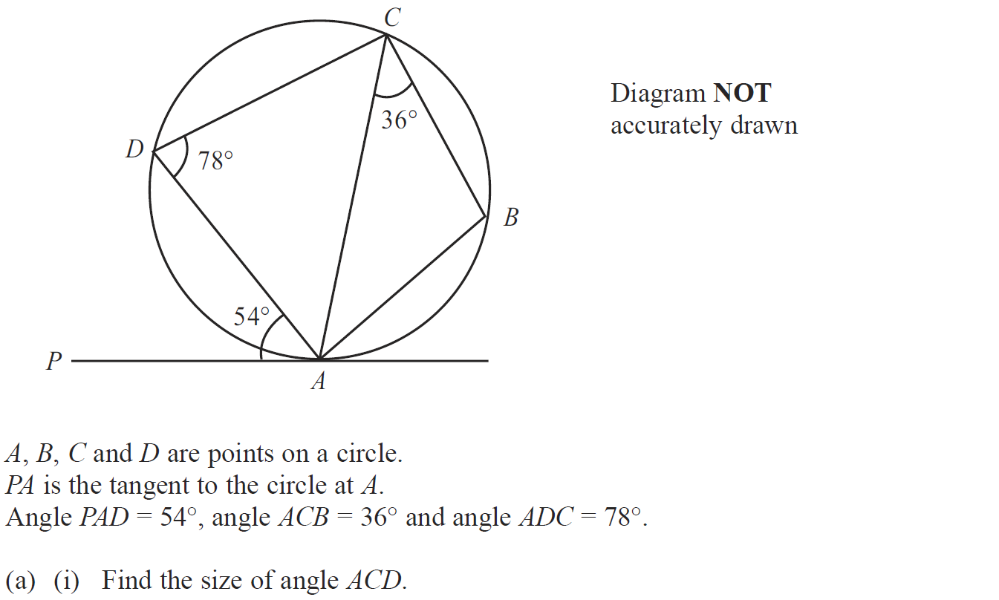 C
Diagram NOT
accurately drawn
36°
D
78°
B
54°
P
A
A, B, C and D are points on a circle.
PA is the tangent to the circle at A.
Angle PAD = 54°, angle ACB = 36° and angle ADC = 78°.
(a) (i) Find the size of angle ACD.